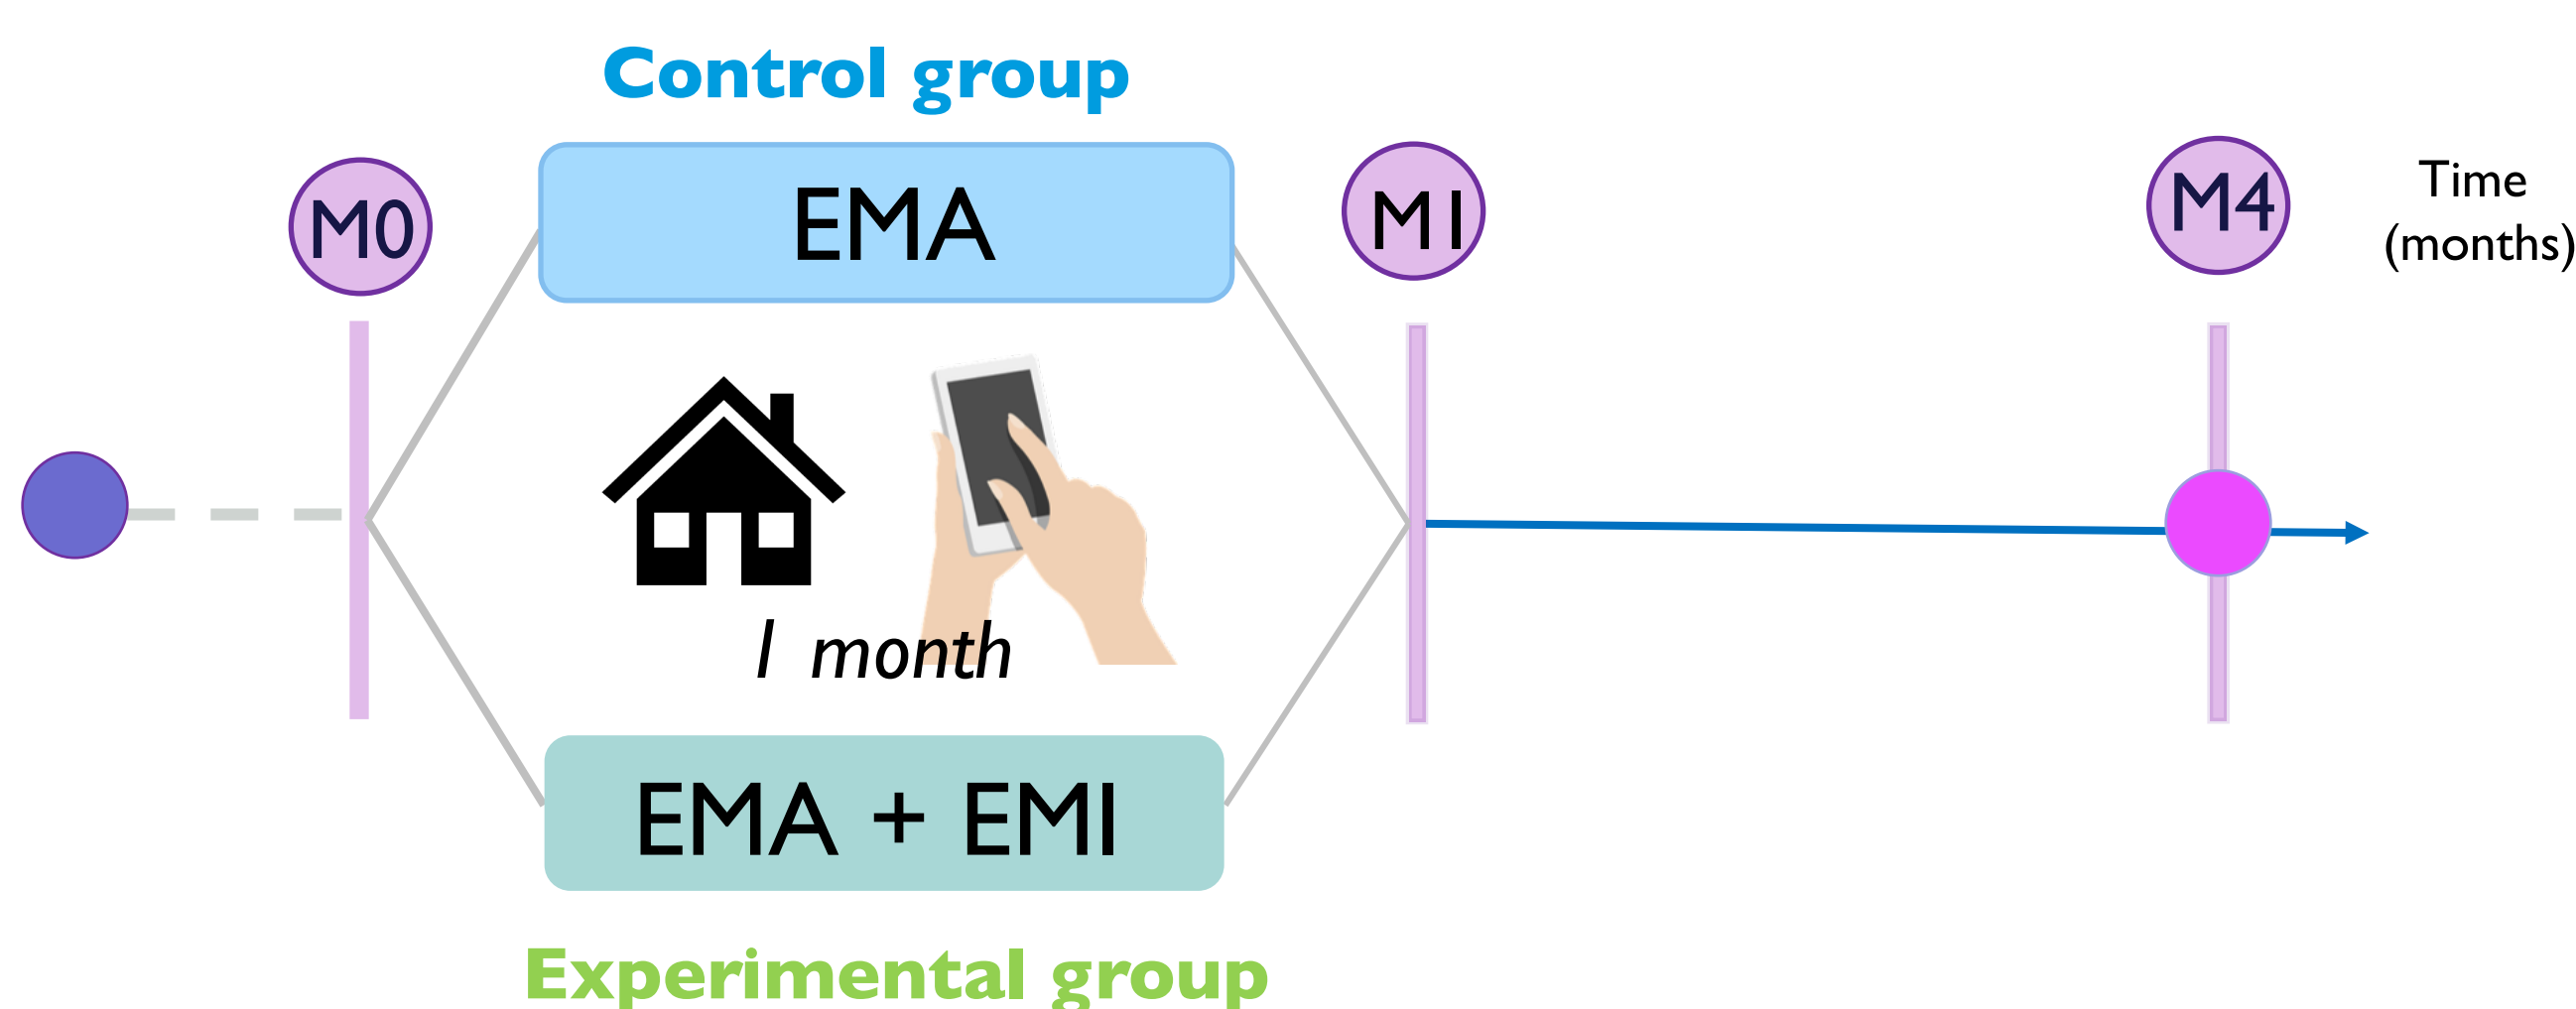 Control group
M0
EMA
M1
M4
Time
(months)
1 month
EMA + EMI
Experimental group